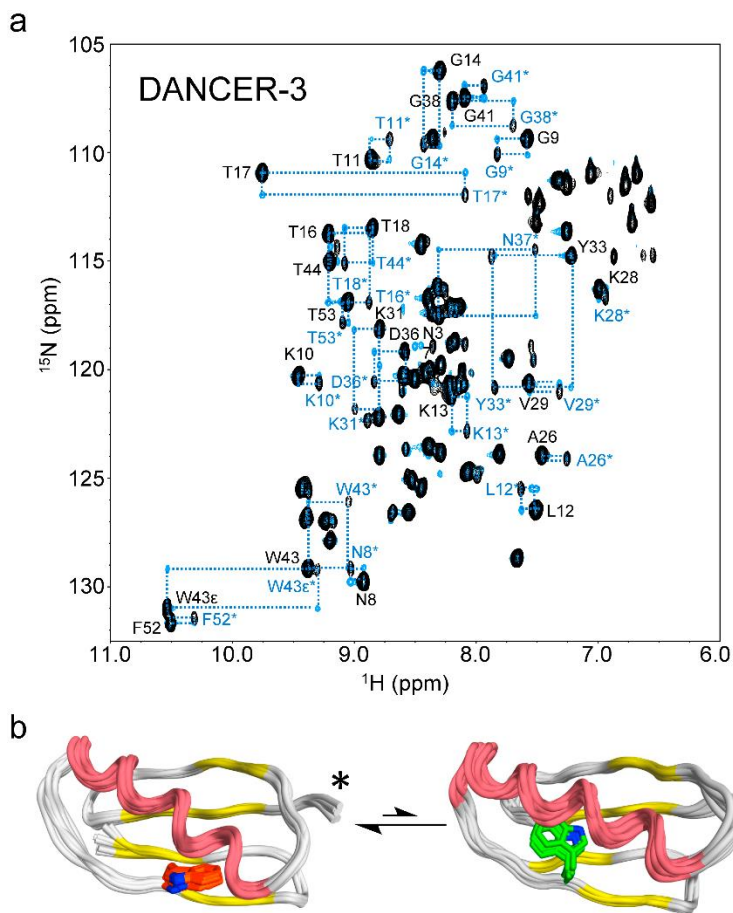 a
DANCER-3
105
110
115
120
125
130
15N (ppm)
G14
G41*
G38
G41
G38*
T11*
T11
G14*
G9
G9*
T17
T17*
T16
T18
N37*
Y33
T44
T44*
T18*
T16*
K28
T53
K31
K28*
T53*
D36
N3
7
K10
D36*
K13
V29
K10*
Y33*
V29*
K31*
K13*
A26
A26*
L12*
W43*
L12
W43
N8*
W43ε*
W43ε
N8
F52
F52*
11.0 10.0 9.0 8.0 7.0 6.0
1H (ppm)
b
*